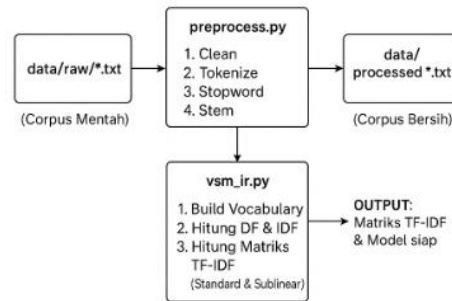 data/raw/*.txt
(Corpus Mentah)
preprocess.py
1. Clean
2. Tokenize
3. Stopword
4. Stem
data/
processed *.txt
(Corpus Bersih)
vsm_ir.py
1. Build Vocabulary
2. Hitung DF & IDF
3. Hitung Matriks
TF-IDF
(Standard & Sublinear)
OUTPUT:
Matriks TF-IDF
& Model siap